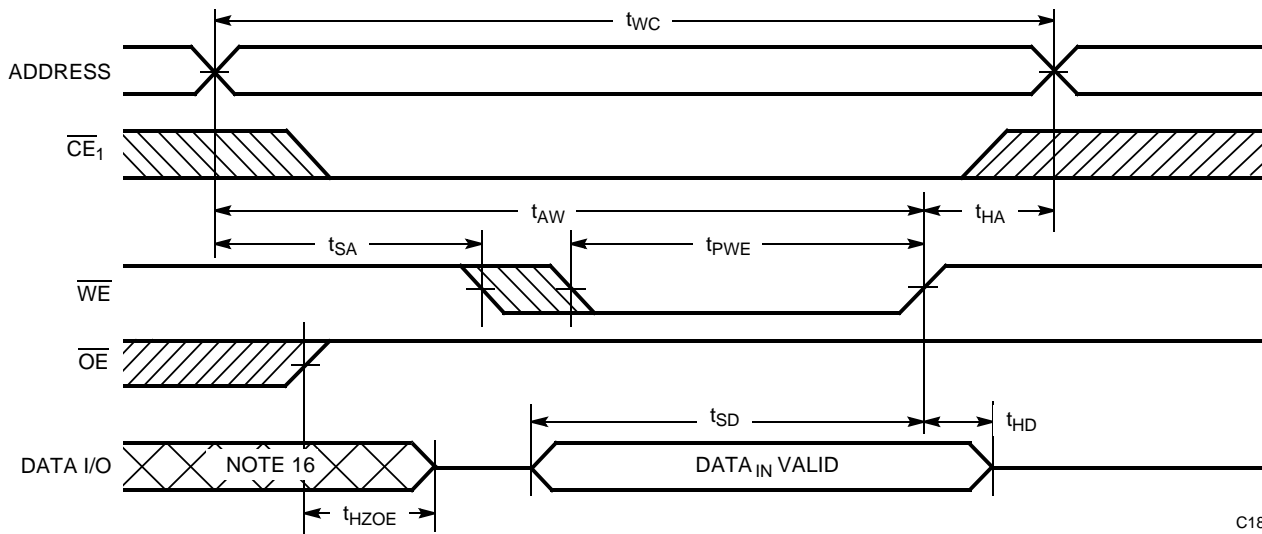 tWC
ADDRESS
CE1
tAW
tHA
tSA
tPWE
WE
OE
tSD
tHD
DATA I/O
NOTE 16
DATA IN VALID
tHZOE
C18